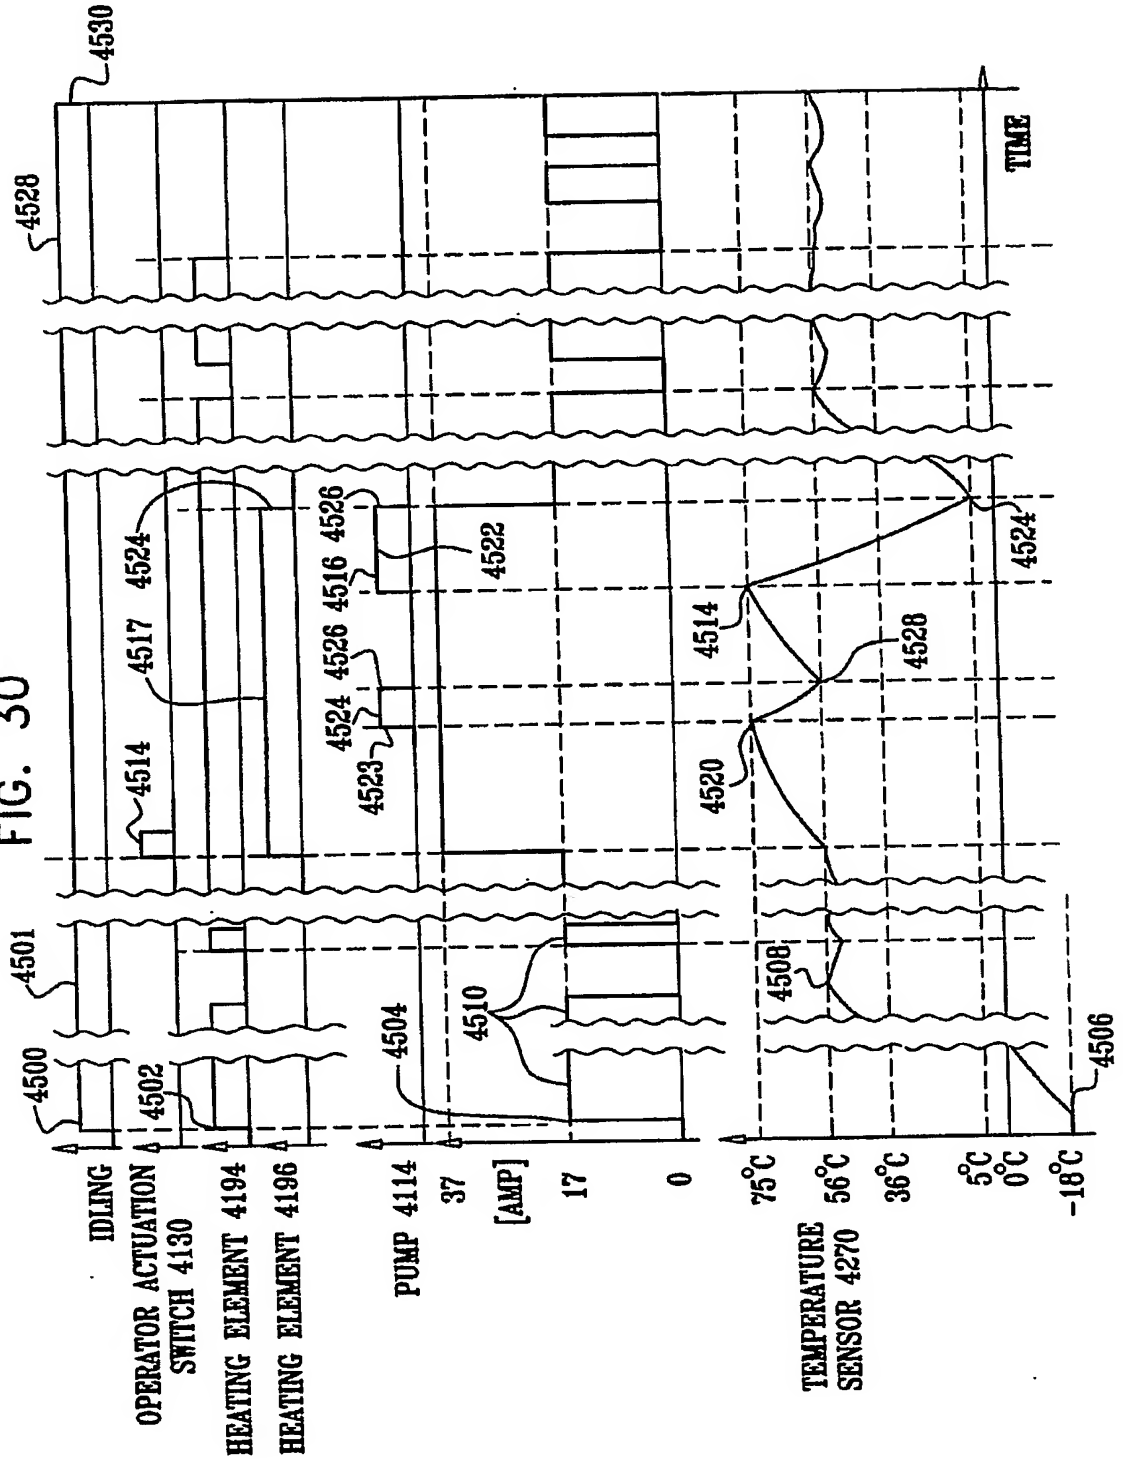 FIG. 30
4500
4501
4528
4530
IDLING
OPERATOR ACTUATION
SWITCH 4130
4514
4517
4524
HEATING ELEMENT 4194
4502
HEATING ELEMENT 4196
PUMP 4114
4523
4524
4526
4516
4526
4522
37
[AMP]
17
0
4504
4510
TEMPERATURE
SENSOR 4270
75°C
56°C
36°C
5°C
0°C
-18°C
4506
4508
4520
4514
4528
4524
TIME